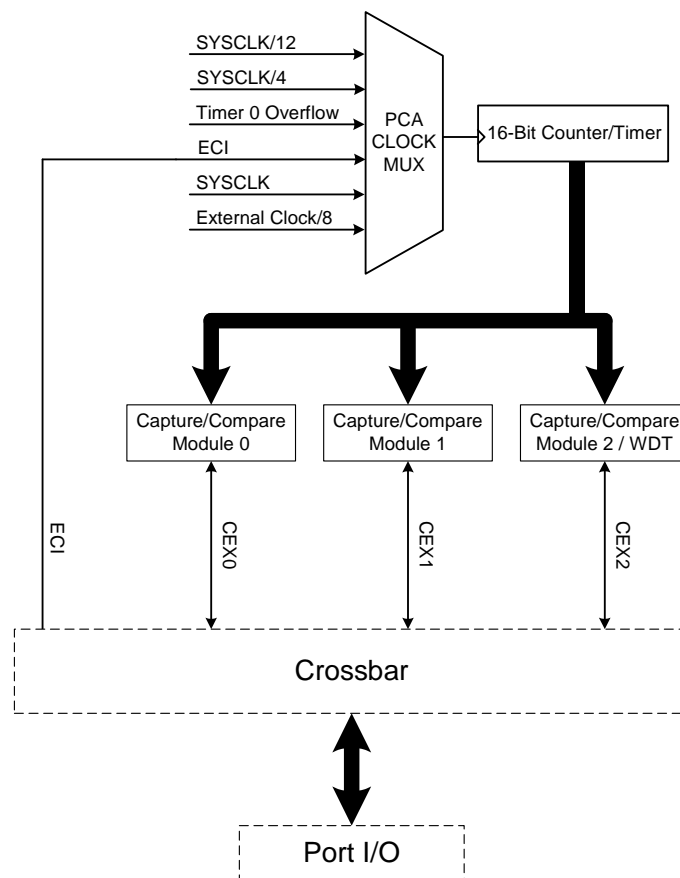 SYSCLK/12
SYSCLK/4
Timer 0 Overflow
ECI
SYSCLK
External Clock/8
PCA
CLOCK
MUX
16-Bit Counter/Timer
Capture/Compare
Module 0
Capture/Compare
Module 1
Capture/Compare
Module 2 / WDT
ECI
CEX0
CEX1
CEX2
Crossbar
Port I/O